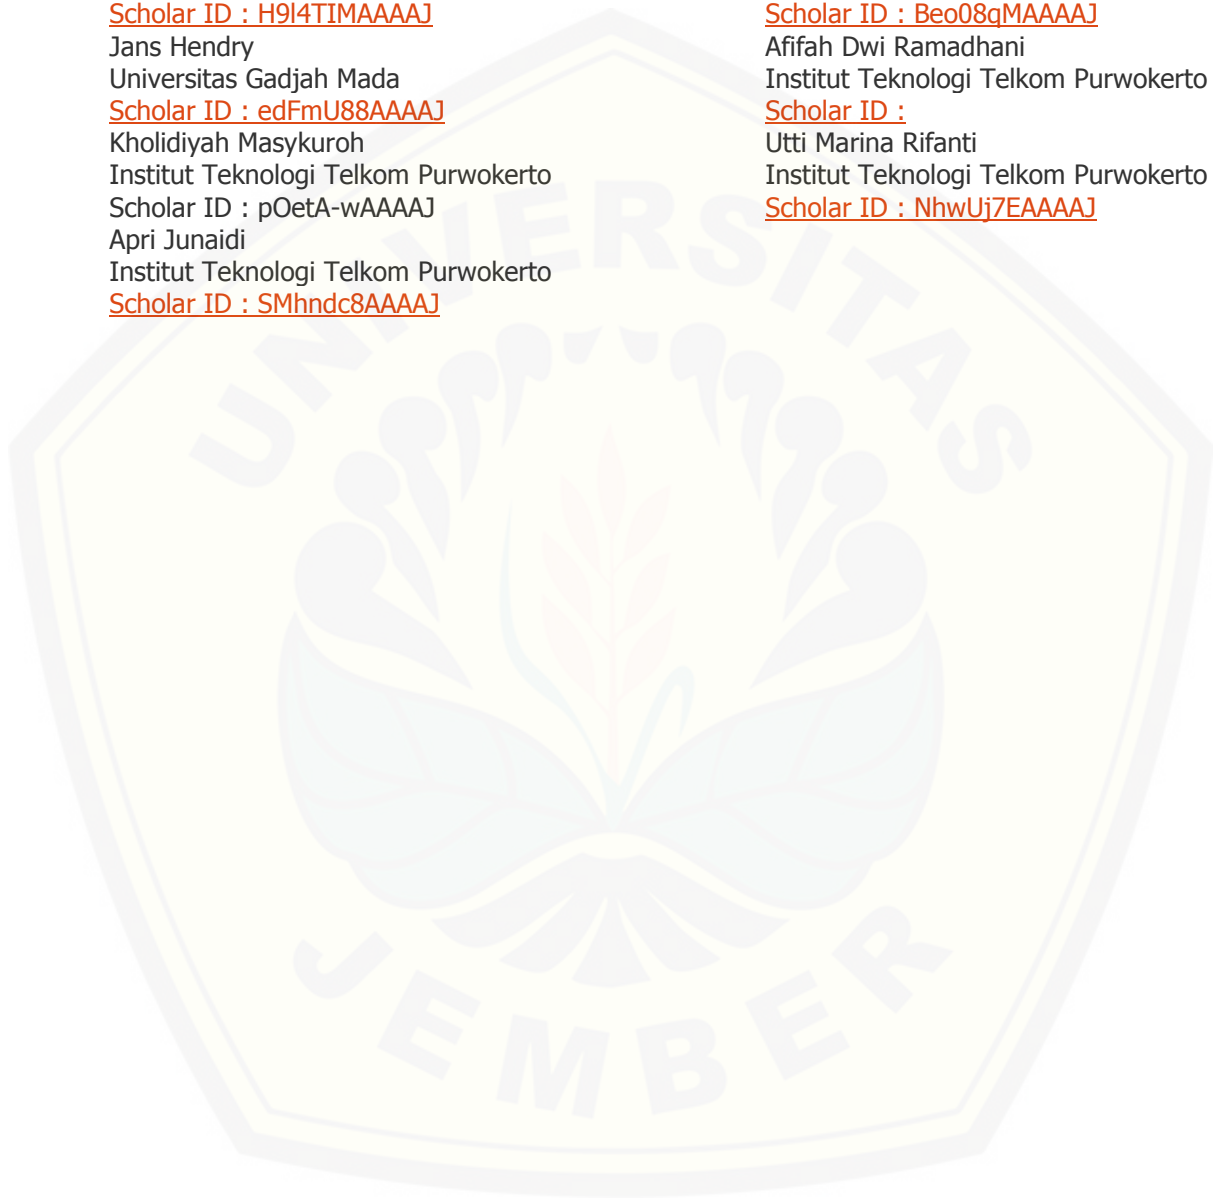 Scholar ID : H9l4TIMAAAAJ
Jans Hendry
Universitas Gadjah Mada
Scholar ID : edFmU88AAAAJ
Kholidiyah Masykuroh
Institut Teknologi Telkom Purwokerto
Scholar ID : pOetA-wAAAAJ
Apri Junaidi
Institut Teknologi Telkom Purwokerto
Scholar ID : SMhndc8AAAAJ
Scholar ID : Beo08qMAAAAJ
Afifah Dwi Ramadhani
Institut Teknologi Telkom Purwokerto
Scholar ID :
Utti Marina Rifanti
Institut Teknologi Telkom Purwokerto
Scholar ID : NhwUj7EAAAAJ
UNIVERSITAS
JEMBER